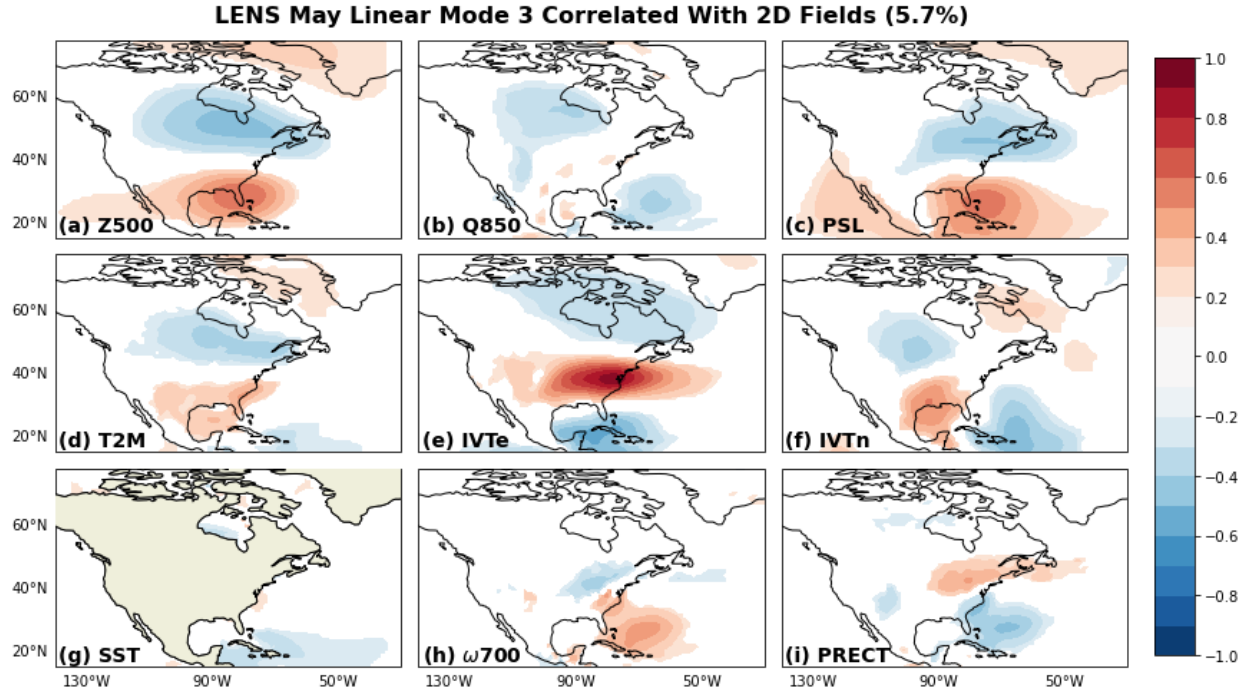 LENS May Linear Mode 3 Correlated With 2D Fields (5.7%)
60°N
40°N
20°N
(a) Z500
(b) Q850
(c) PSL
60°N
40°N
20°N
(d) T2M
(e) IVTe
(f) IVTn
60°N
40°N
20°N
(g) SST
(h) ω700
(i) PRECT
130°W
90°W
50°W
130°W
90°W
50°W
130°W
90°W
50°W
1.0
0.8
0.6
0.4
0.2
0.0
−0.2
−0.4
−0.6
−0.8
−1.0